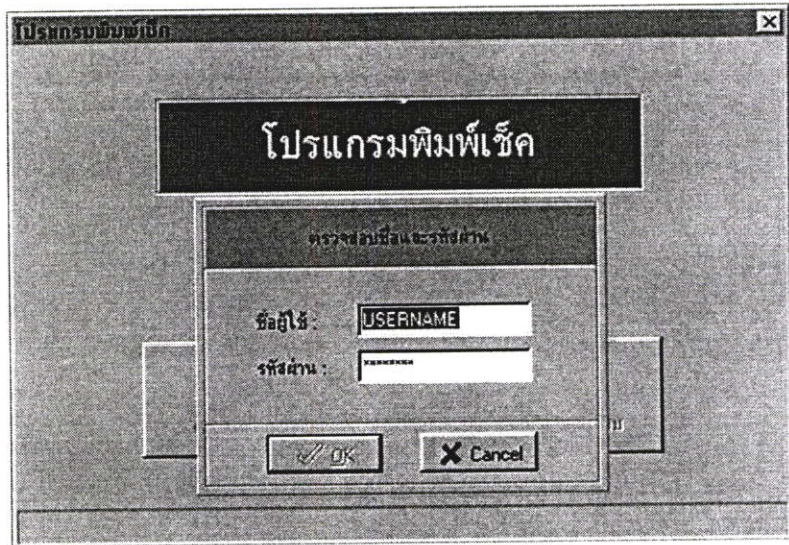 โปรแกรมพิมพ์เช็ค
โปรแกรมพิมพ์เช็ค
ตรวจสอบชื่อและรหัสผ่าน
ชื่อผู้ใช้ : USERNAME
รหัสผ่าน : ********
OK
Cancel